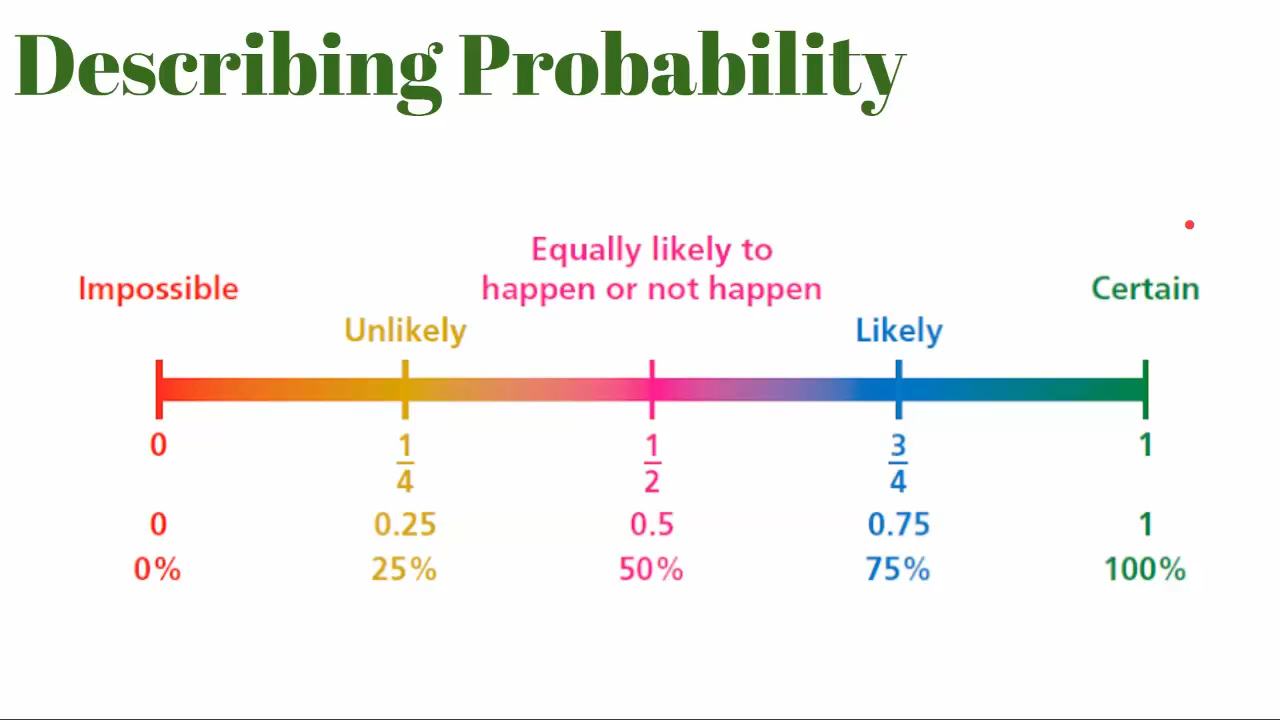 Describing Probability
Equally likely to
happen or not happen
Impossible
Certain
Unlikely
Likely
0
1/4
1/2
3/4
1
0
0.25
0.5
0.75
1
0%
25%
50%
75%
100%